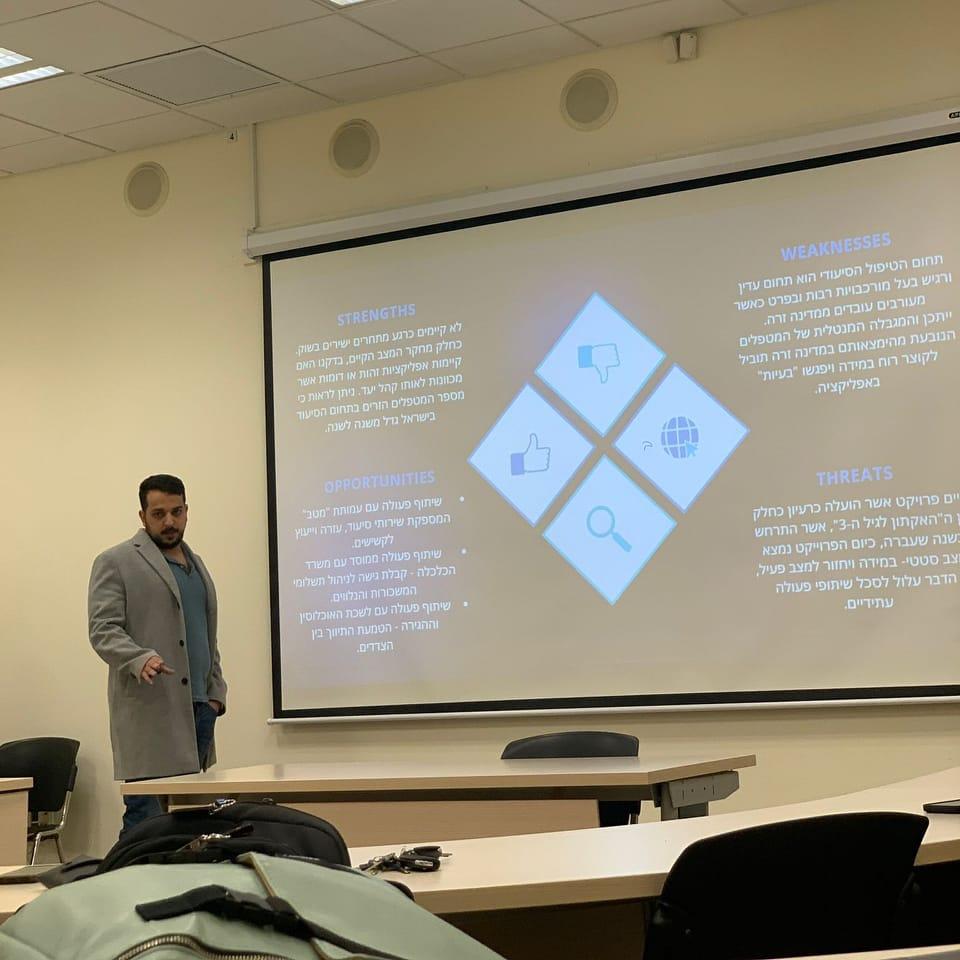 STRENGTHS
לא קיימים כרגע מתחרים ישירים בשוק.
כחלק מחקר המצב הקיים, בדקנו האם
קיימות אפליקציות זהות או דומות אשר
מכוונות לאותו קהל יעד. ניתן לראות כי
מספר המטפלים הזרים בתחום הסיעוד
בישראל גדל משנה לשנה.
WEAKNESSES
תחום הטיפול הסיעודי הוא תחום עדין
ורגיש בעל מורכבויות רבות ובפרט כאשר
מעורבים עובדים ממדינה זרה.
ייתכן והמגבלה המנטלית של המטפלים
הנובעת מהימצאותם במדינה זרה תוביל
לקוצר רוח במידה ויפגשו "בעיות"
באפליקציה.
OPPORTUNITIES
• שיתוף פעולה עם עמותת "מטב"
המספקת שירותי סיעוד, עזרה וייעוץ
לקשישים.
• שיתוף פעולה ממוסד עם משרד
הכלכלה - קבלת גישה לניהול תשלומי
המשכורות והנלווים.
• שיתוף פעולה עם לשכת האוכלוסין
וההגירה - הטמעת התיווך בין
הצדדים.
THREATS
פרויקט אשר הועלה כרעיון כחלק
ה"האקתון לגיל ה-3", אשר התרחש
בשנה שעברה, כיום הפרוייקט נמצא
סטטי- במידה ויחזור למצב פעיל,
הדבר עלול לסכל שיתופי פעולה
עתידיים.
4